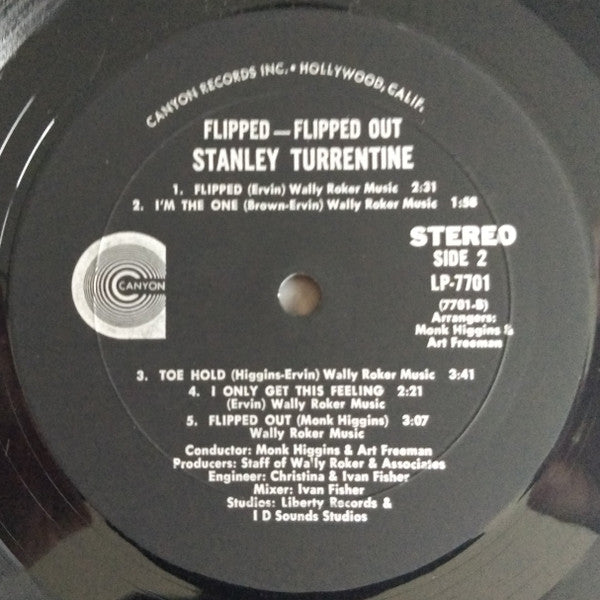 CANYON RECORDS INC. • HOLLYWOOD, CALIF.
FLIPPED — FLIPPED OUT
STANLEY TURRENTINE
1. FLIPPED (Ervin) Wally Roker Music 2:31
2. I'M THE ONE (Brown-Ervin) Wally Roker Music 1:58
STEREO
SIDE 2
LP-7701
(7701-B)
Arrangers:
Monk Higgins &
Art Freeman
CANYON
3. TOE HOLD (Higgins-Ervin) Wally Roker Music 3:41
4. I ONLY GET THIS FEELING 2:21
(Ervin) Wally Roker Music
5. FLIPPED OUT (Monk Higgins) 3:07
Wally Roker Music
Conductor: Monk Higgins & Art Freeman
Producers: Staff of Wally Roker & Associates
Engineer: Christina & Ivan Fisher
Mixer: Ivan Fisher
Studios: Liberty Records &
I D Sounds Studios